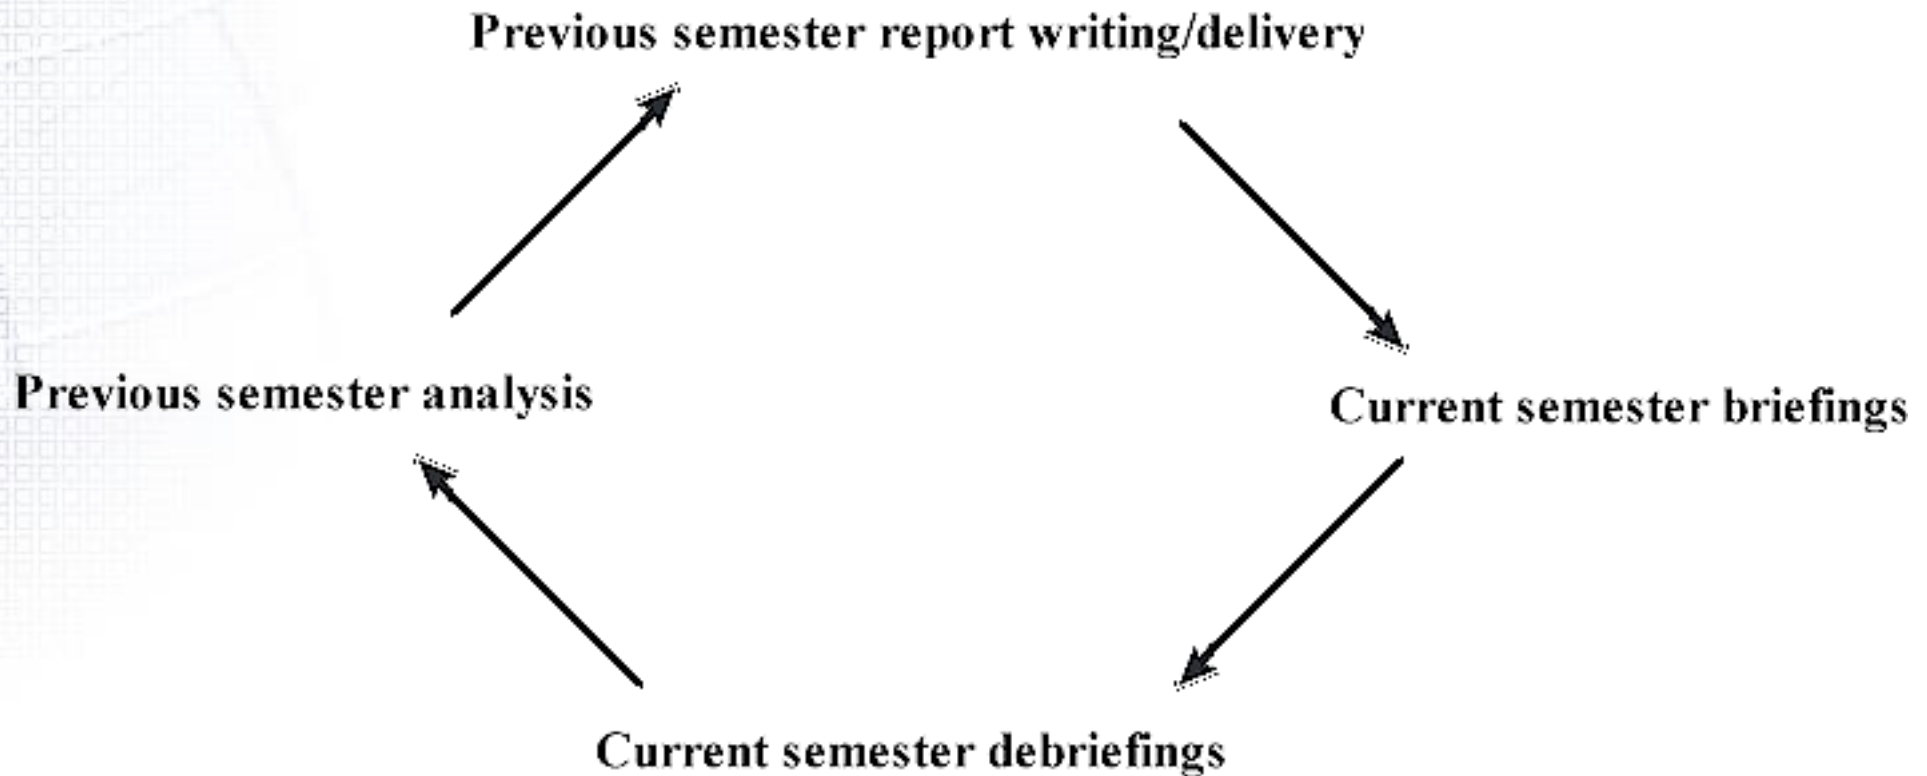 Previous semester report writing/delivery
Previous semester analysis
Current semester briefings
Current semester debriefings